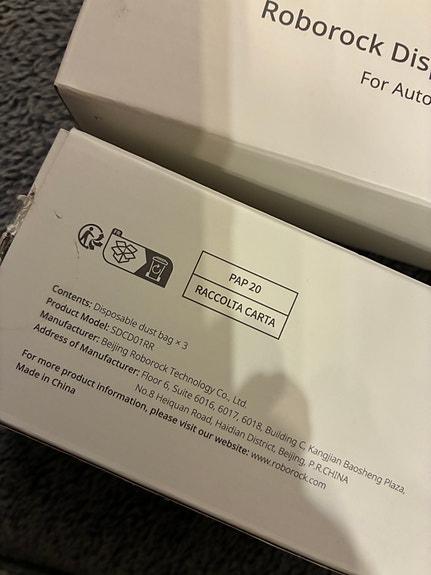 Roborock
For Auto
FR
PAP 20
RACCOLTA CARTA
Contents: Disposable dust bag × 3
Product Model: SDCD01RR
Manufacturer: Beijing Roborock Technology Co., Ltd.
Address of Manufacturer: Floor 6, Suite 6016, 6017, 6018, Building C, Kangjian Baosheng Plaza,
No.8 Heiquan Road, Haidian District, Beijing, P.R.CHINA
For more product information, please visit our website: www.roborock.com
Made in China